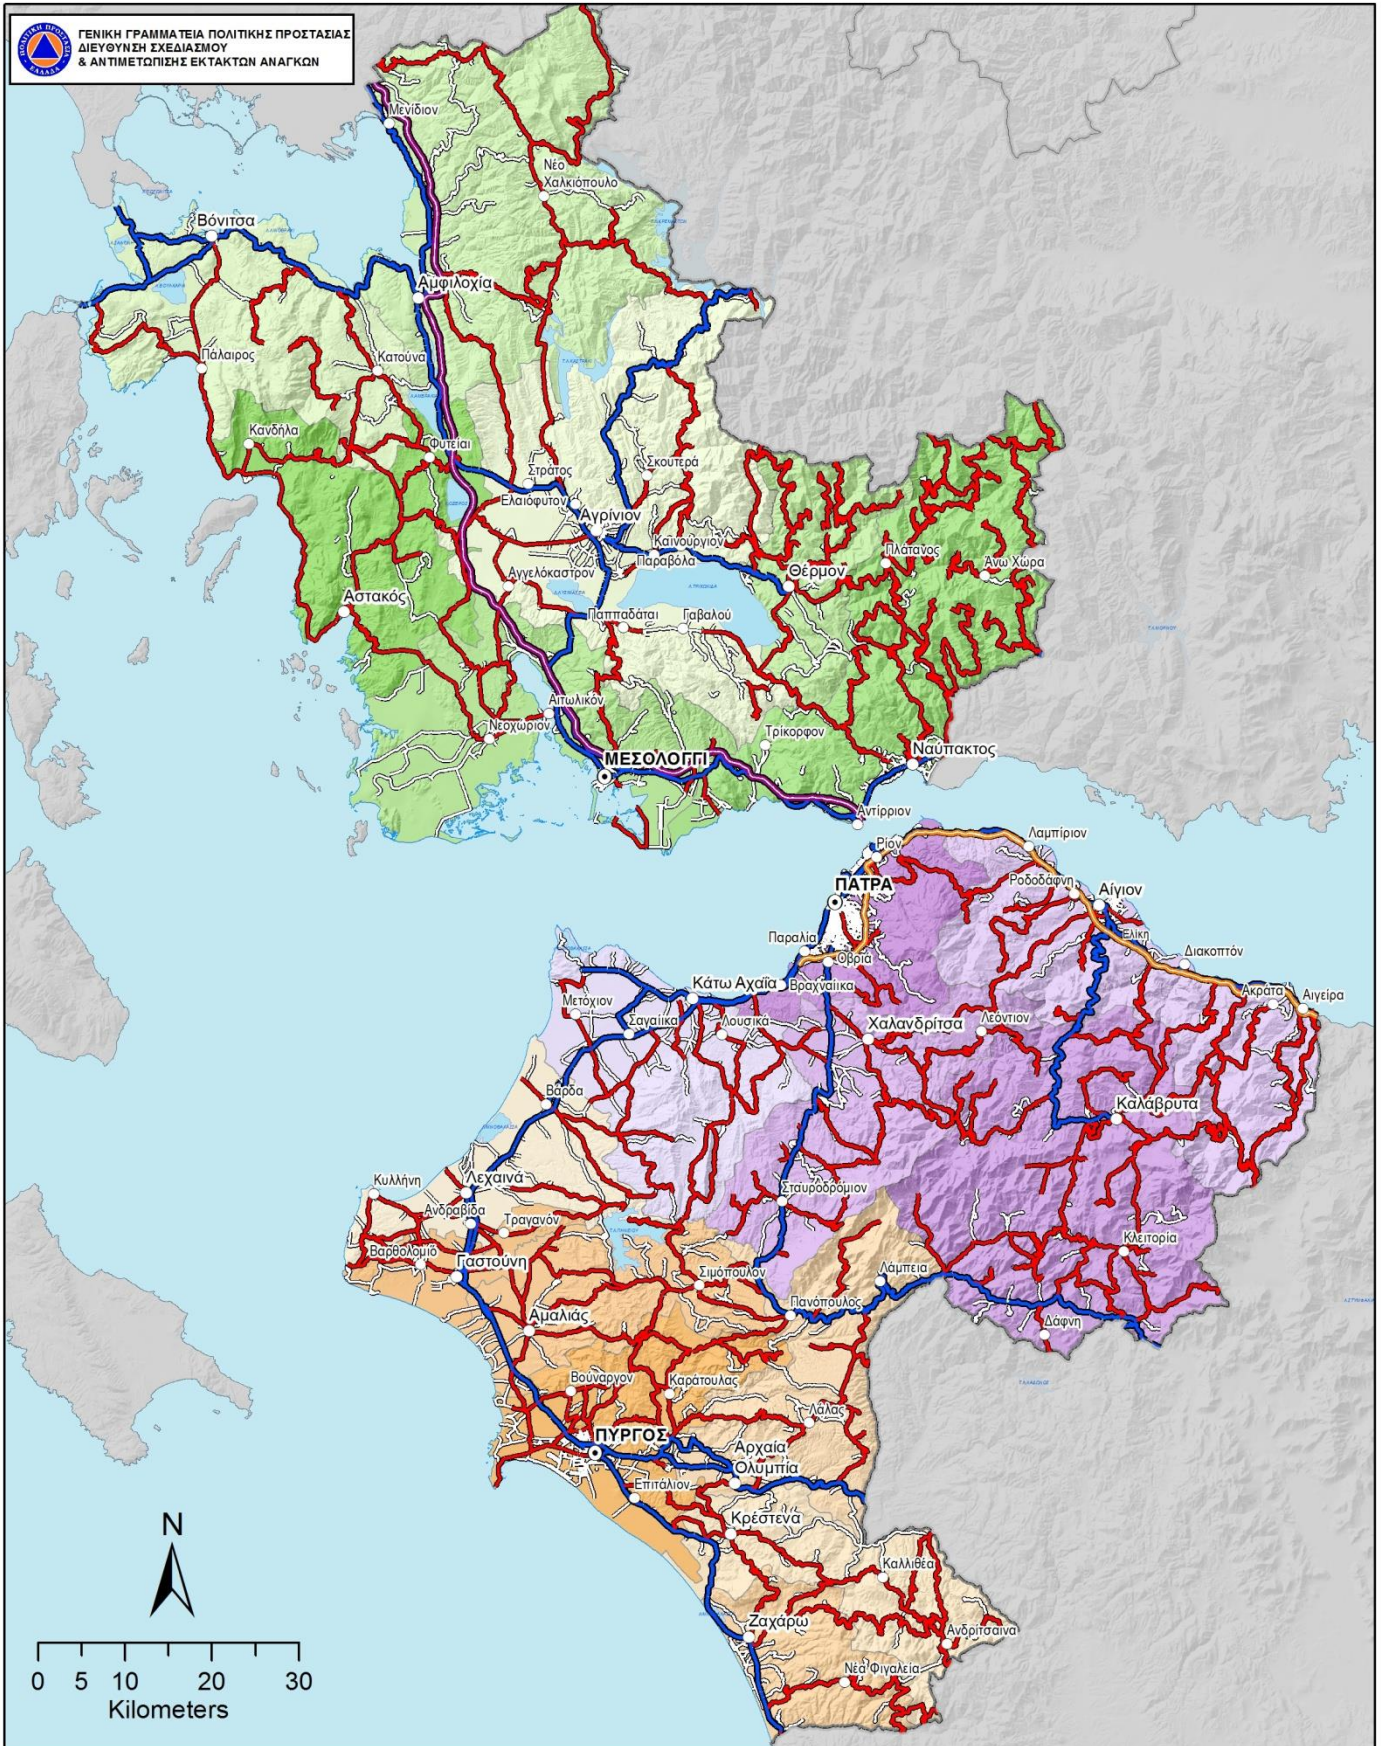 ΓΕΝΙΚΗ ΓΡΑΜΜΑΤΕΙΑ ΠΟΛΙΤΙΚΗΣ ΠΡΟΣΤΑΣΙΑΣ
ΔΙΕΥΘΥΝΣΗ ΣΧΕΔΙΑΣΜΟΥ
& ΑΝΤΙΜΕΤΩΠΙΣΗΣ ΕΚΤΑΚΤΩΝ ΑΝΑΓΚΩΝ
ΠΟΛΙΤΙΚΗ ΠΡΟΣΤΑΣΙΑ
ΕΛΛΑΔΑ
Μενίδιον
Νέο
Χαλκιόπουλο
Βόνιτσα
Αμφιλοχία
Πάλαιρος
Κατούνα
Κανδήλα
Φυτείαι
Στράτος
Σκουτερά
Ελαιόφυτον
Αγρίνιον
Καινούργιον
Παραβόλα
Θέρμον
Πλάτανος
Άνω Χώρα
Αγγελόκαστρον
Αστακός
Παππαδάται
Γαβαλού
Αιτωλικόν
Νεοχώριον
Τρίκορφον
Ναύπακτος
ΜΕΣΟΛΟΓΓΙ
Αντίρριον
Ρίον
Λαμπίριον
ΠΑΤΡΑ
Ροδοδάφνη
Αίγιον
Ελίκη
Παραλία
Οβριά
Διακοπτόν
Κάτω Αχαΐα
Βραχναίικα
Ακράτα
Αιγείρα
Μετόχιον
Σαγαίικα
Λουσικά
Χαλανδρίτσα
Λεόντιον
Βάρδα
Καλάβρυτα
Κυλλήνη
Λεχαινά
Σταυροδρόμιον
Ανδραβίδα
Τραγανόν
Βαρθολομιό
Γαστούνη
Κλειτορία
Σιμόπουλον
Λάμπεια
Πανόπουλος
Αμαλιάς
Δάφνη
Βούναργον
Καράτουλας
Λάλας
ΠΥΡΓΟΣ
Αρχαία
Ολυμπία
Επιτάλιον
Κρέστενα
Καλλιθέα
Ζαχάρω
Ανδρίτσαινα
Νέα Φιγαλεία
N
0 5 10 20 30
Kilometers